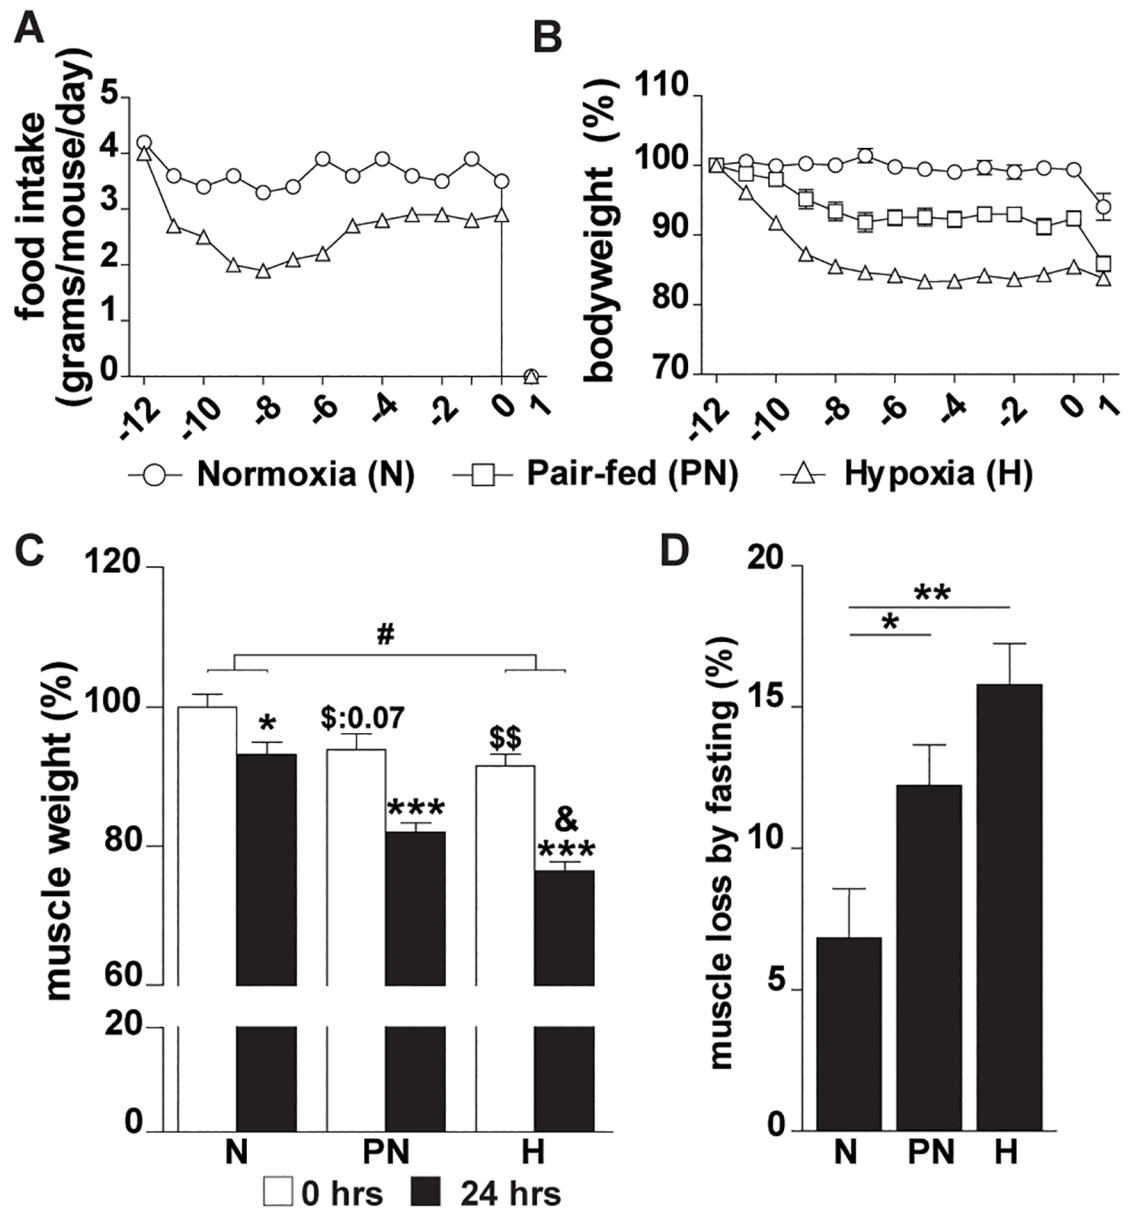 A
food intake
(grams/mouse/day)
5
4
3
2
1
0
-12 -10 -8 -6 -4 -2 0 1
B
bodyweight (%)
110
100
90
80
70
-12 -10 -8 -6 -4 -2 0 1
Normoxia (N) Pair-fed (PN) Hypoxia (H)
C
muscle weight (%)
120
100
80
60
20
0
#
*
$:0.07
***
$$
&
***
N PN H
0 hrs 24 hrs
D
muscle loss by fasting (%)
20
15
10
5
0
**
*
N PN H